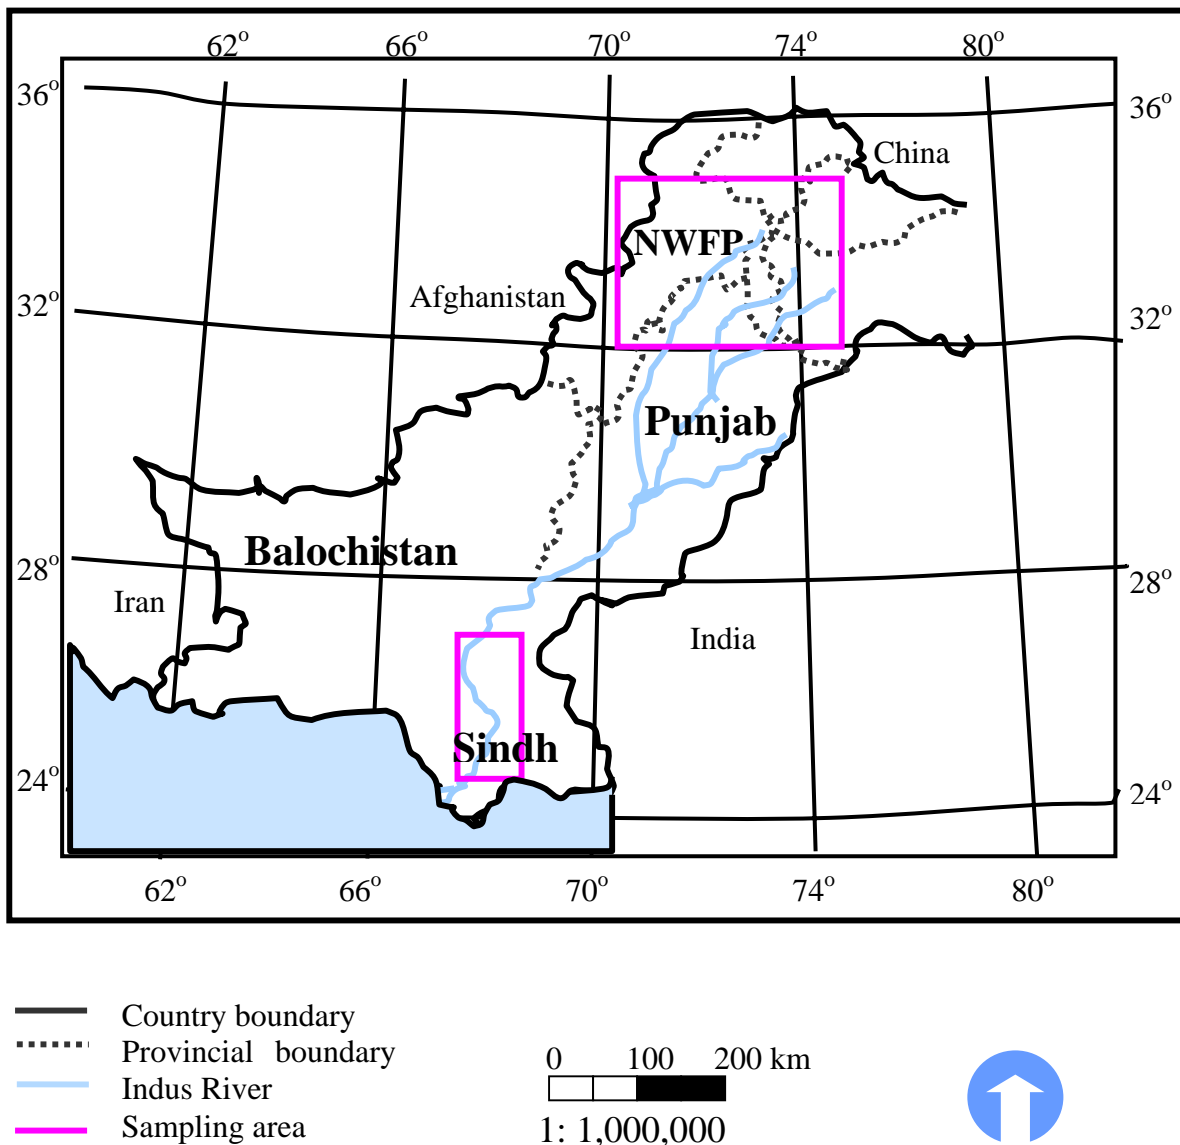 62° 66° 70° 74° 80°
36° 36°
China
NWFP
Afghanistan
32° 32°
Punjab
Balochistan
28° 28°
Iran
India
Sindh
24° 24°
62° 66° 70° 74° 80°
Country boundary
Provincial boundary
0 100 200 km
Indus River
Sampling area
1: 1,000,000